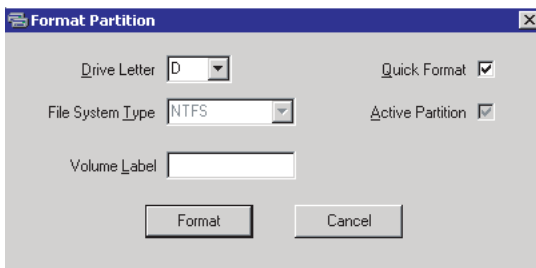 Format Partition
Drive Letter D Quick Format
File System Type NTFS Active Partition
Volume Label
Format Cancel